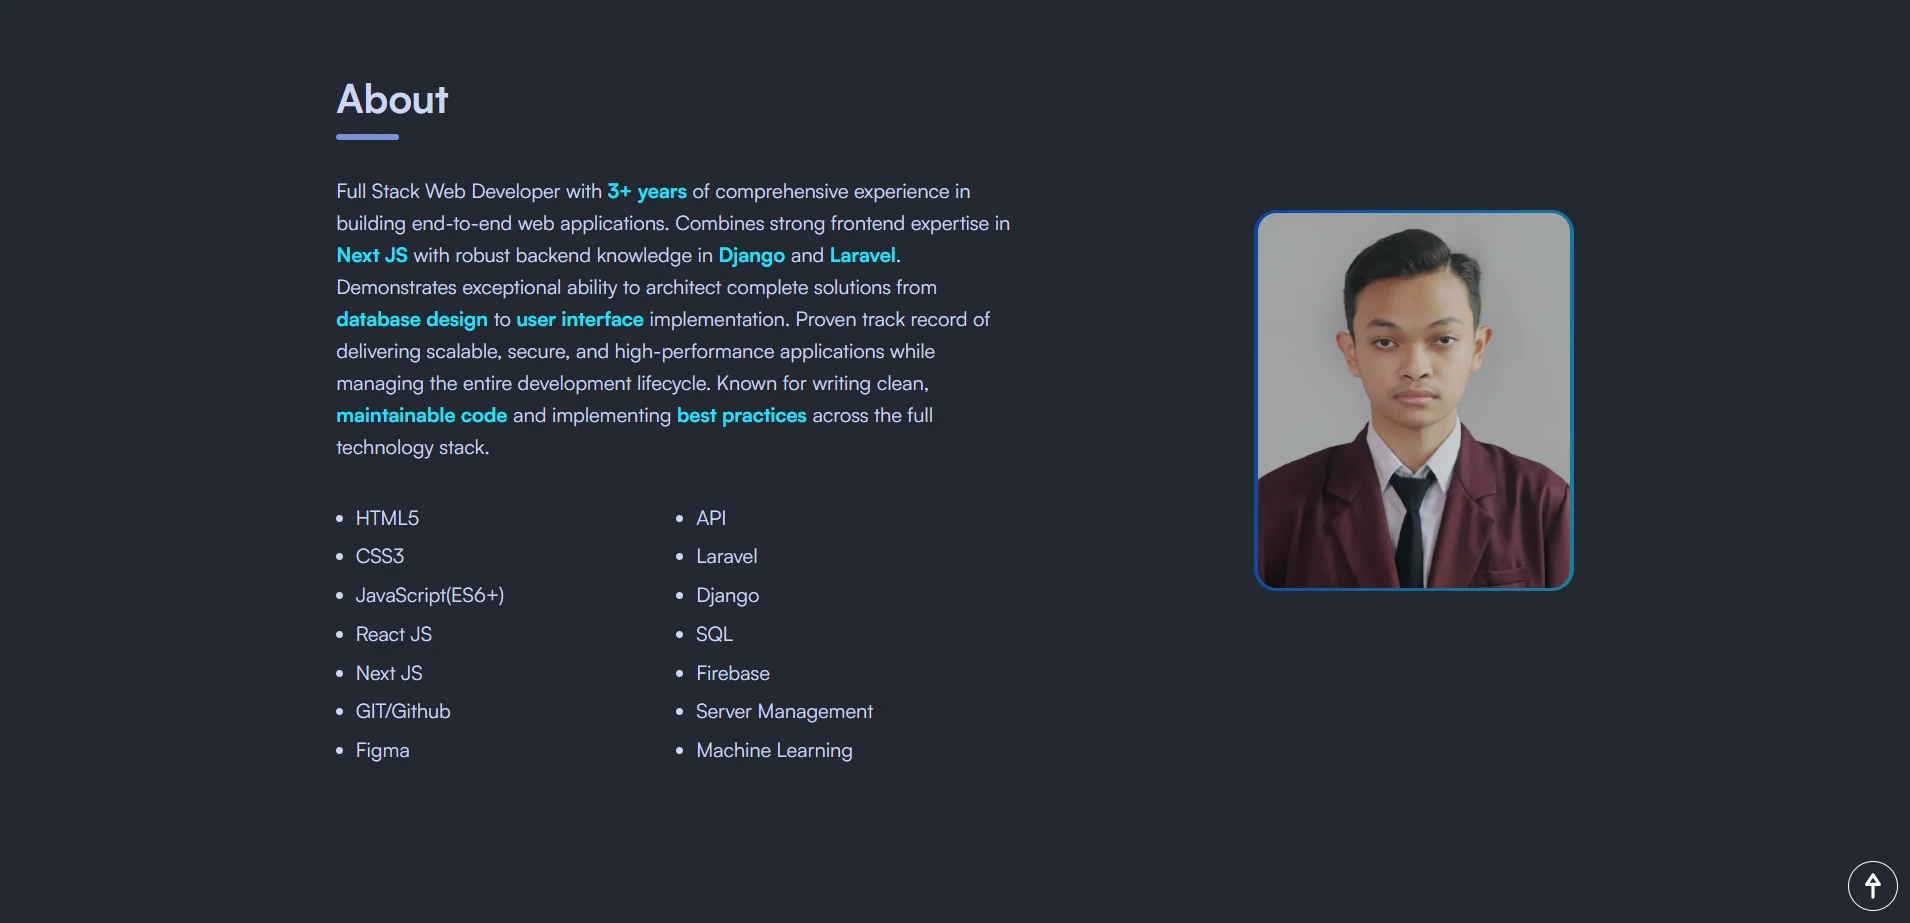 About
Full Stack Web Developer with 3+ years of comprehensive experience in
building end-to-end web applications. Combines strong frontend expertise in
Next JS with robust backend knowledge in Django and Laravel.
Demonstrates exceptional ability to architect complete solutions from
database design to user interface implementation. Proven track record of
delivering scalable, secure, and high-performance applications while
managing the entire development lifecycle. Known for writing clean,
maintainable code and implementing best practices across the full
technology stack.
HTML5
CSS3
JavaScript(ES6+)
React JS
Next JS
GIT/Github
Figma
API
Laravel
Django
SQL
Firebase
Server Management
Machine Learning